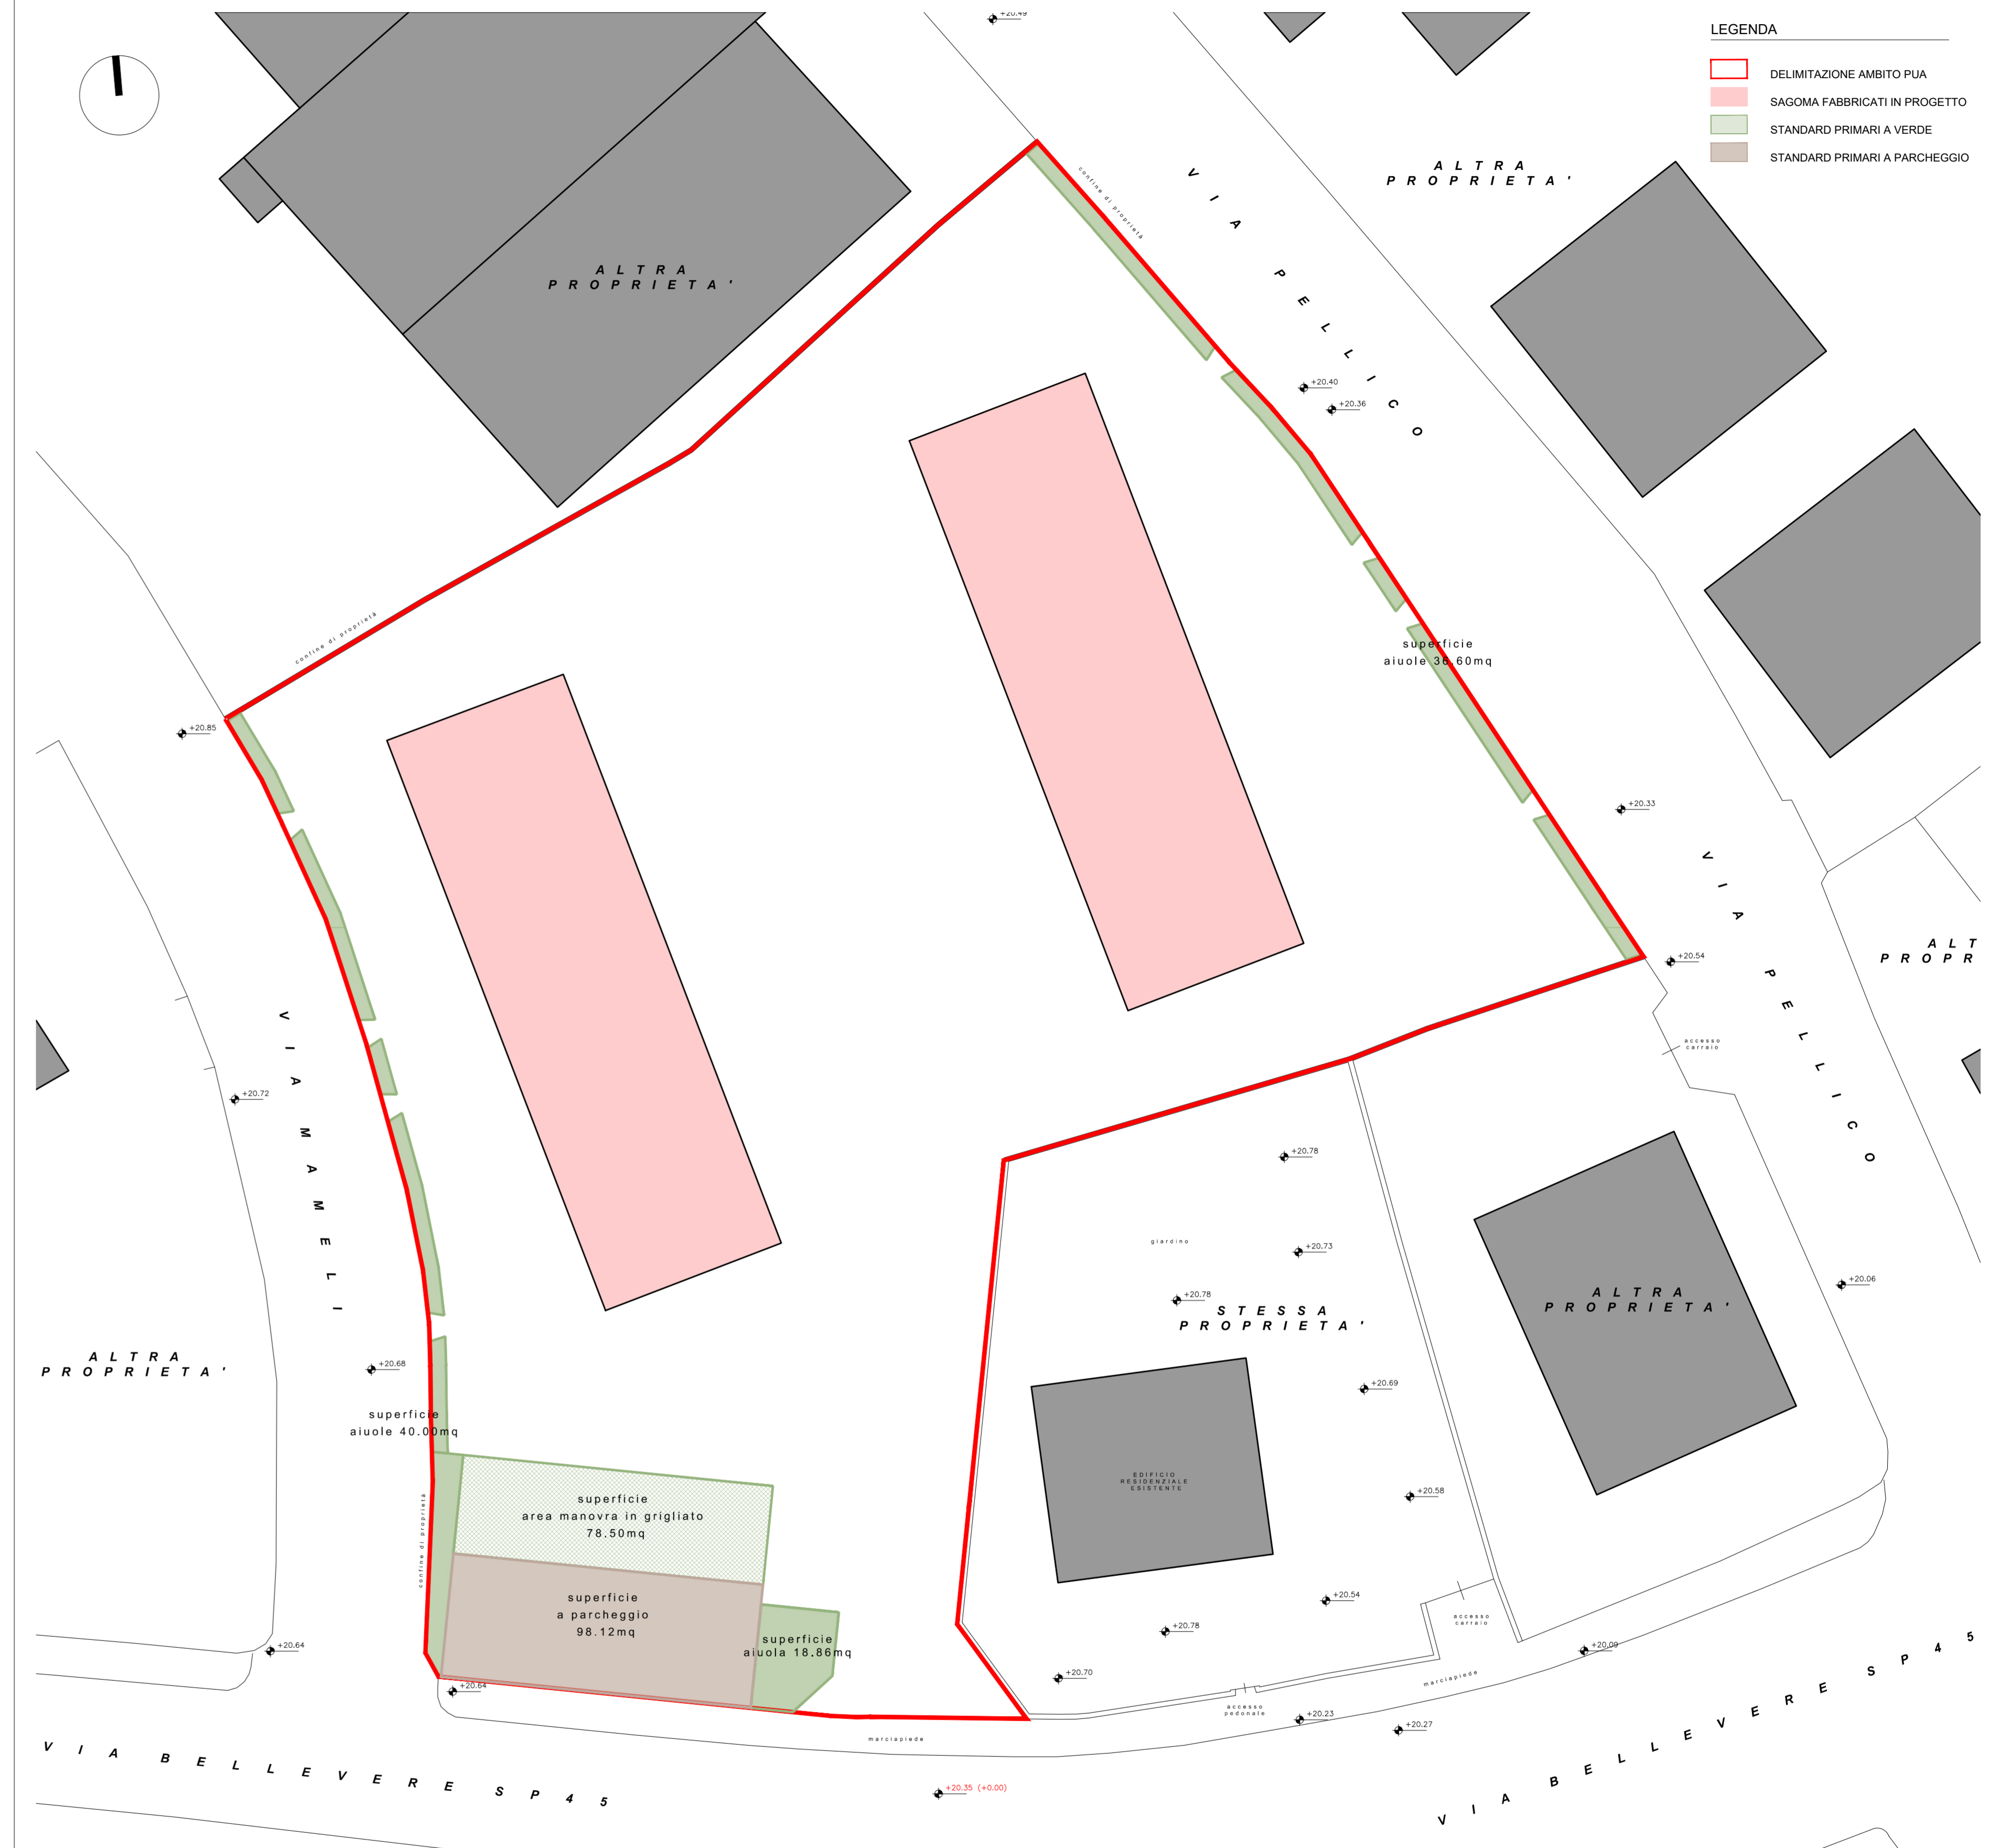 +20.49
LEGENDA
DELIMITAZIONE AMBITO PUA
SAGOMA FABBRICATI IN PROGETTO
STANDARD PRIMARI A VERDE
STANDARD PRIMARI A PARCHEGGIO
ALTRA
PROPRIETA'
confine di proprietà
VIA PELLICO
ALTRA
PROPRIETA'
+20.40
+20.36
confine di proprietà
superficie
aiuole 36.60mq
+20.85
+20.33
VIA PELLICO
ALT
PROPR
+20.54
accesso
carraio
VIA MAMELI
+20.72
+20.78
giardino
+20.73
+20.78
STESSA
PROPRIETA'
ALTRA
PROPRIETA'
+20.06
ALTRA
PROPRIETA'
+20.68
+20.69
superficie
aiuole 40.00mq
EDIFICIO
RESIDENZIALE
ESISTENTE
+20.58
confine di proprietà
superficie
area manovra in grigliato
78.50mq
superficie
a parcheggio
98.12mq
superficie
aiuola 18.86mq
+20.54
accesso
carraio
+20.78
+20.64
+20.09
+20.70
+20.64
marciapiede
accesso
pedonale
+20.23
+20.27
marciapiede
VIA BELLEVERE SP45
+20.35 (+0.00)
VIA BELLEVERE SP45